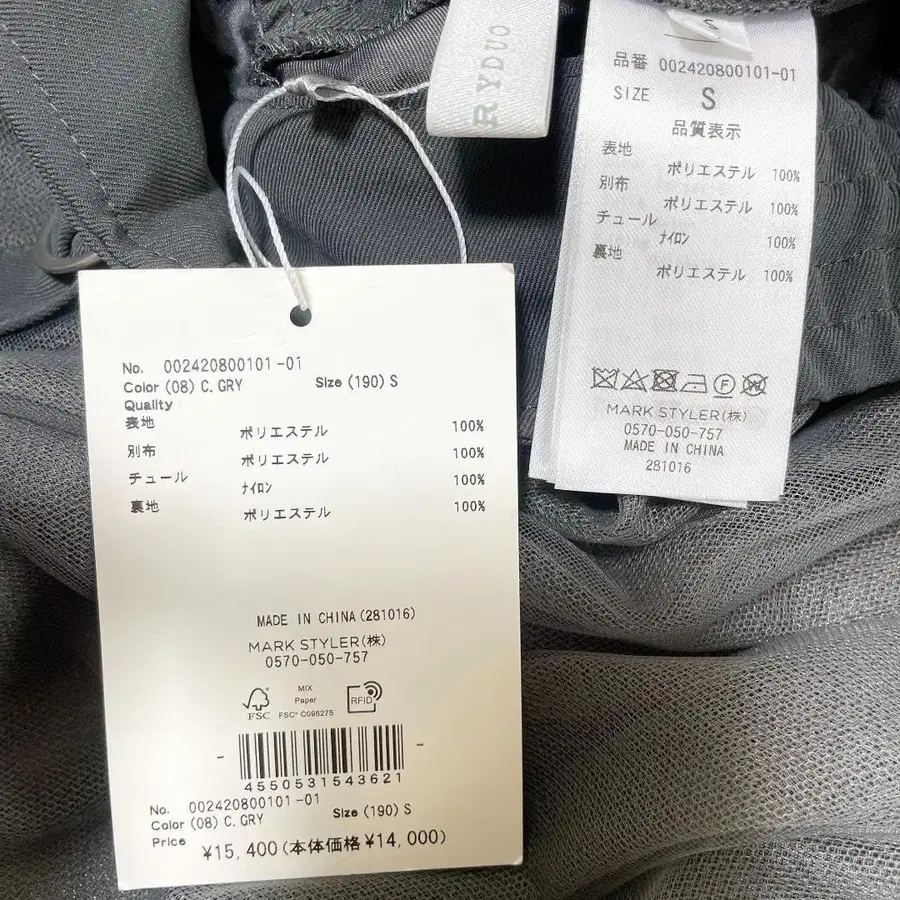 RYDUO
S
品番 002420800101-01
SIZE S
品質表示
表地 ポリエステル 100%
別布 ポリエステル 100%
チュール ナイロン 100%
裏地 ポリエステル 100%
MARK STYLER(株)
0570-050-757
MADE IN CHINA
281016
No. 002420800101-01
Color (08) C. GRY Size (190) S
Quality
表地 ポリエステル 100%
別布 ポリエステル 100%
チュール ナイロン 100%
裏地 ポリエステル 100%
MADE IN CHINA (281016)
MARK STYLER(株)
0570-050-757
FSC
MIX
Paper
FSC® C095275
RFID
4550531543621
No. 002420800101-01
Color (08) C. GRY Size (190) S
Price ¥15,400(本体価格¥14,000)